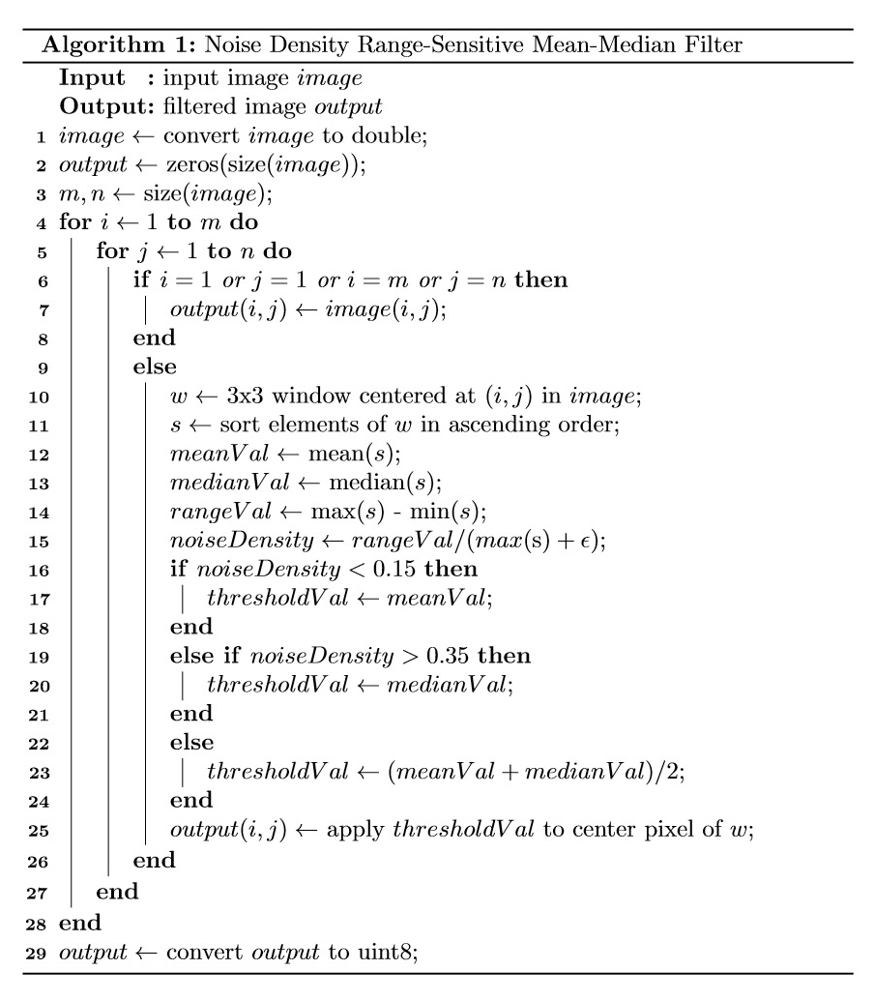 Algorithm 1: Noise Density Range-Sensitive Mean-Median Filter
Input : input image image
Output: filtered image output
1 image ← convert image to double;
2 output ← zeros(size(image));
3 m, n ← size(image);
4 for i ← 1 to m do
5 for j ← 1 to n do
6 if i = 1 or j = 1 or i = m or j = n then
7 output(i, j) ← image(i, j);
8 end
9 else
10 w ← 3x3 window centered at (i, j) in image;
11 s ← sort elements of w in ascending order;
12 meanVal ← mean(s);
13 medianVal ← median(s);
14 rangeVal ← max(s) - min(s);
15 noiseDensity ← rangeVal/(max(s) + ϵ);
16 if noiseDensity < 0.15 then
17 thresholdVal ← meanVal;
18 end
19 else if noiseDensity > 0.35 then
20 thresholdVal ← medianVal;
21 end
22 else
23 thresholdVal ← (meanVal + medianVal)/2;
24 end
25 output(i, j) ← apply thresholdVal to center pixel of w;
26 end
27 end
28 end
29 output ← convert output to uint8;